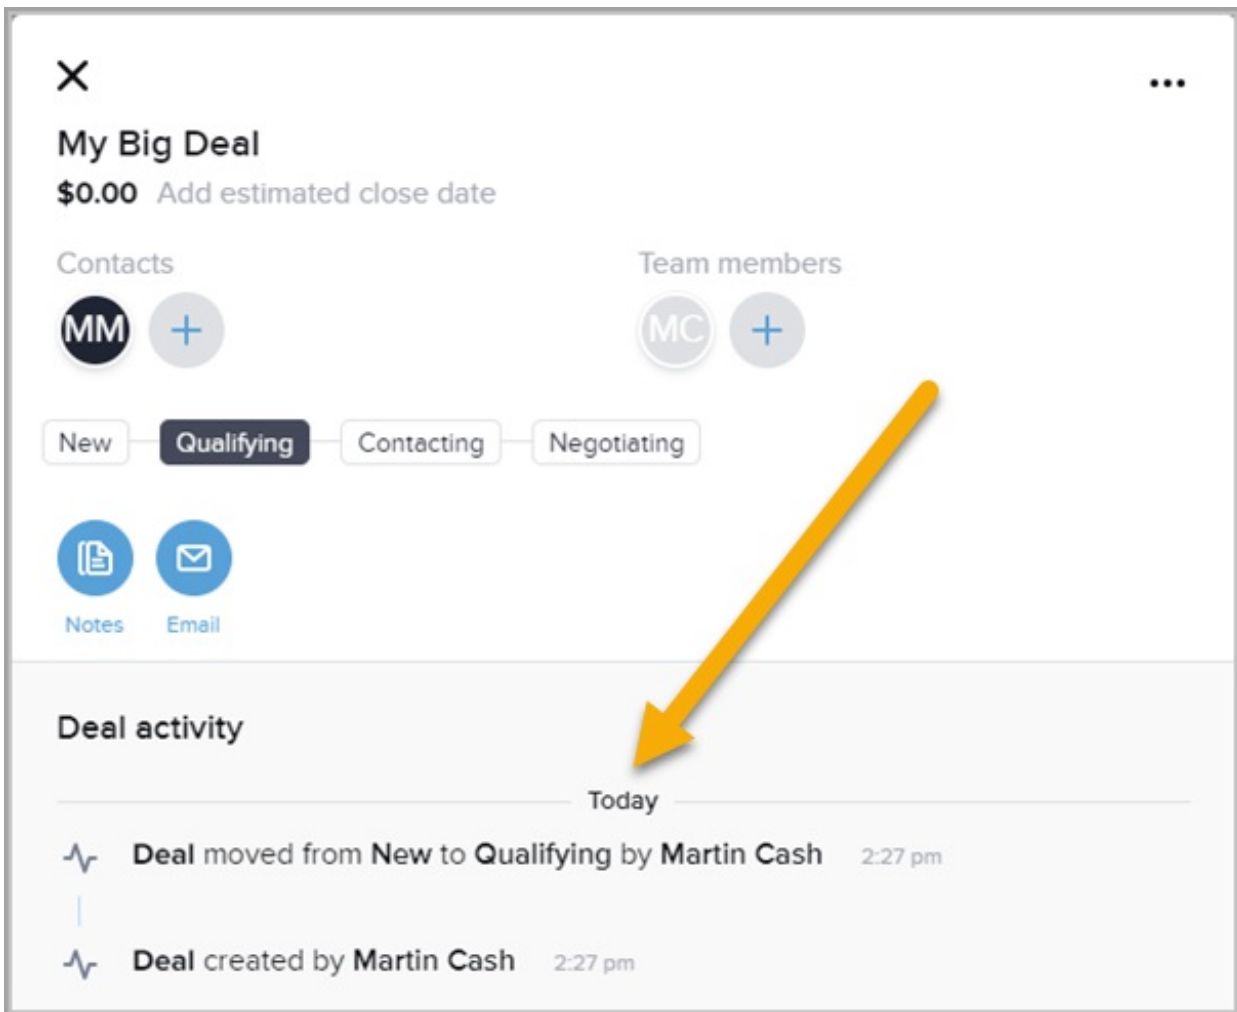 My Big Deal
$0.00 Add estimated close date
Contacts Team members
MM + MC +
New Qualifying Contacting Negotiating
Notes Email
Deal activity
Today
Deal moved from New to Qualifying by Martin Cash 2:27 pm
Deal created by Martin Cash 2:27 pm